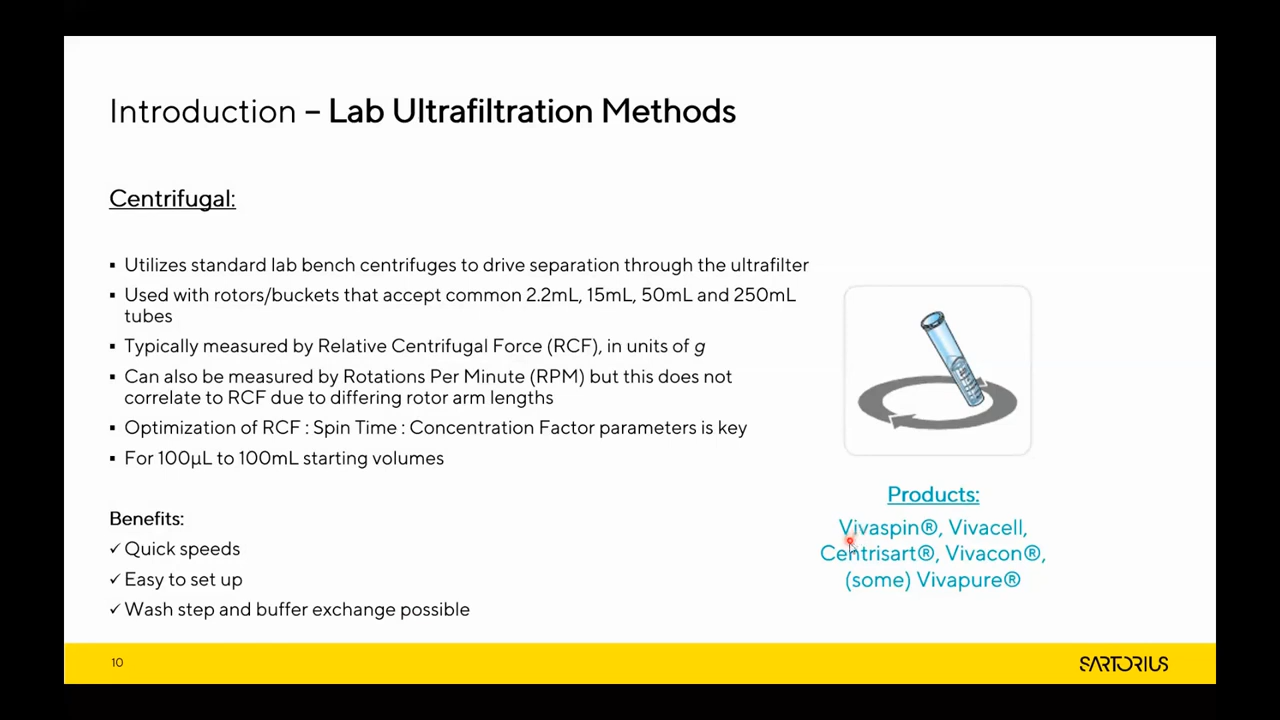 Introduction – Lab Ultrafiltration Methods
Centrifugal:
▪ Utilizes standard lab bench centrifuges to drive separation through the ultrafilter
▪ Used with rotors/buckets that accept common 2.2mL, 15mL, 50mL and 250mL
tubes
▪ Typically measured by Relative Centrifugal Force (RCF), in units of g
▪ Can also be measured by Rotations Per Minute (RPM) but this does not
correlate to RCF due to differing rotor arm lengths
▪ Optimization of RCF : Spin Time : Concentration Factor parameters is key
▪ For 100µL to 100mL starting volumes
Benefits:
✓ Quick speeds
✓ Easy to set up
✓ Wash step and buffer exchange possible
Products:
Vivaspin®, Vivacell,
Centrisart®, Vivacon®,
(some) Vivapure®
10
SARTORIUS